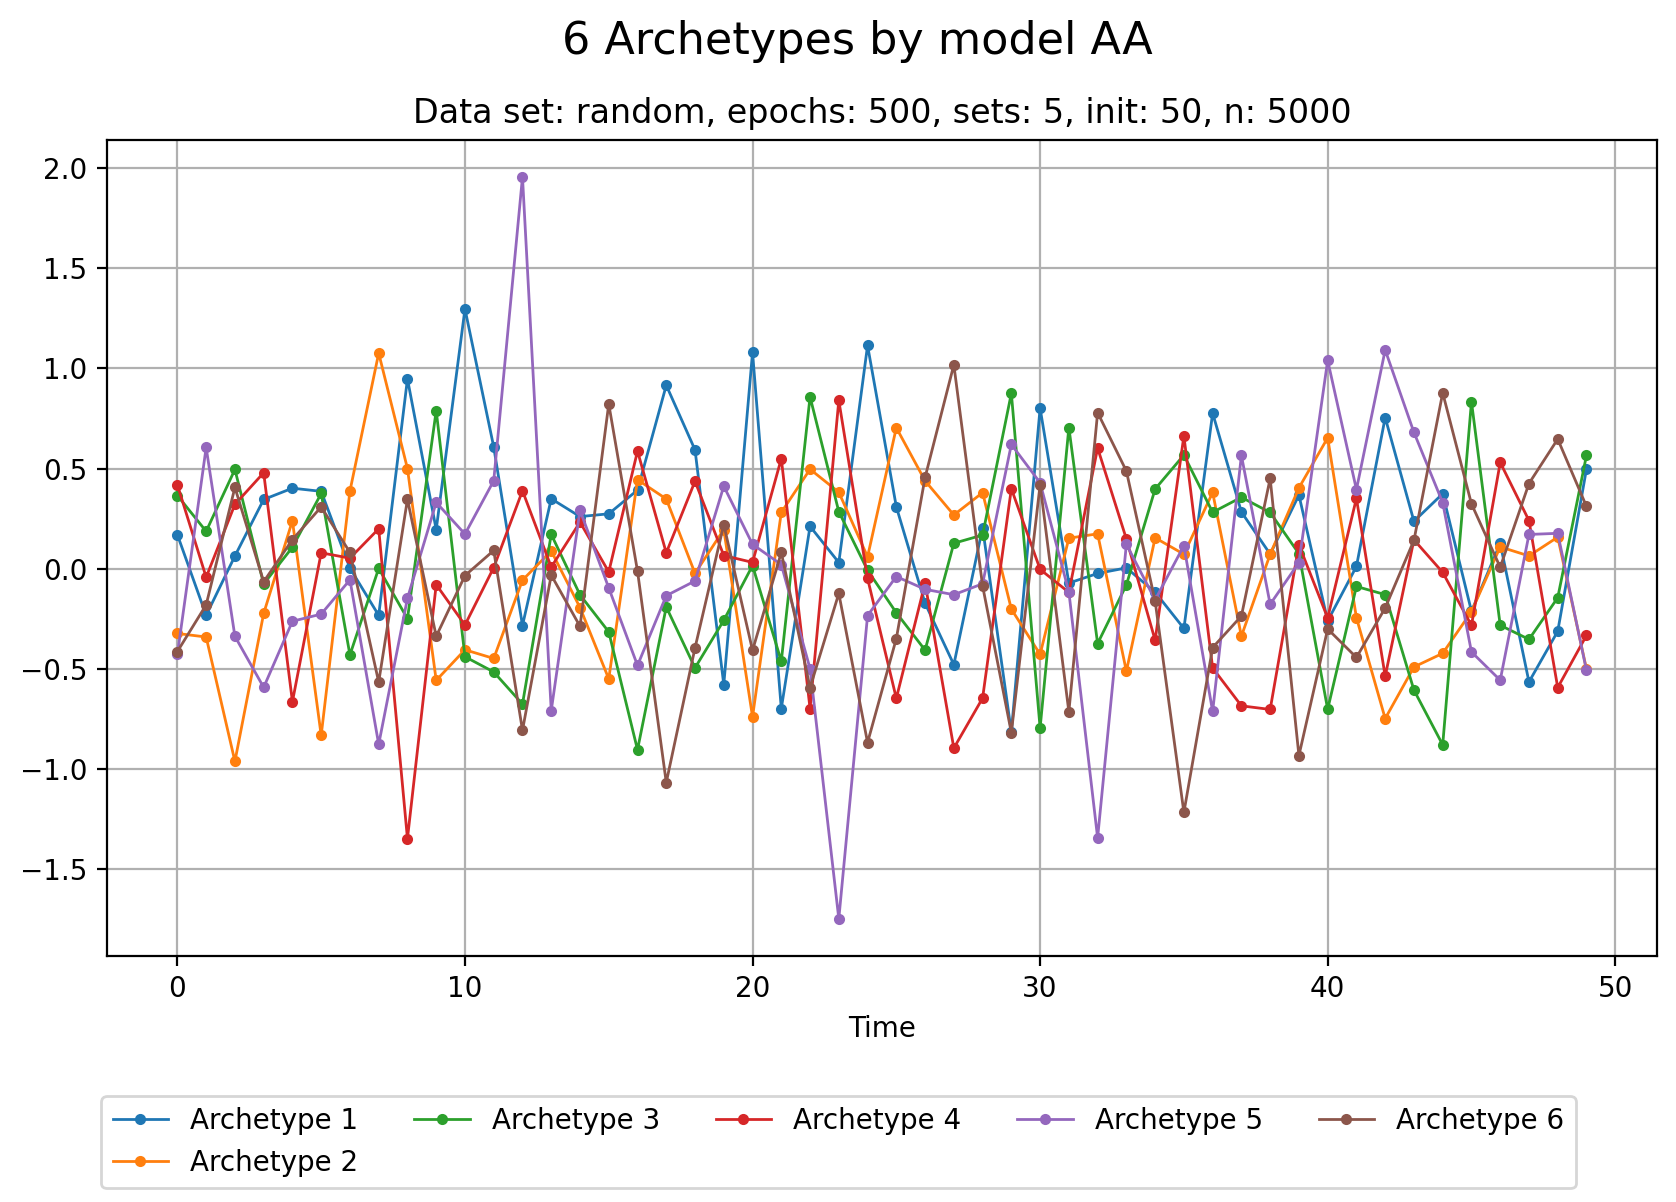 6 Archetypes by model AA
Data set: random, epochs: 500, sets: 5, init: 50, n: 5000
2.0
1.5
1.0
0.5
0.0
−0.5
−1.0
−1.5
0 10 20 30 40 50
Time
Archetype 1 Archetype 3 Archetype 4 Archetype 5 Archetype 6
Archetype 2